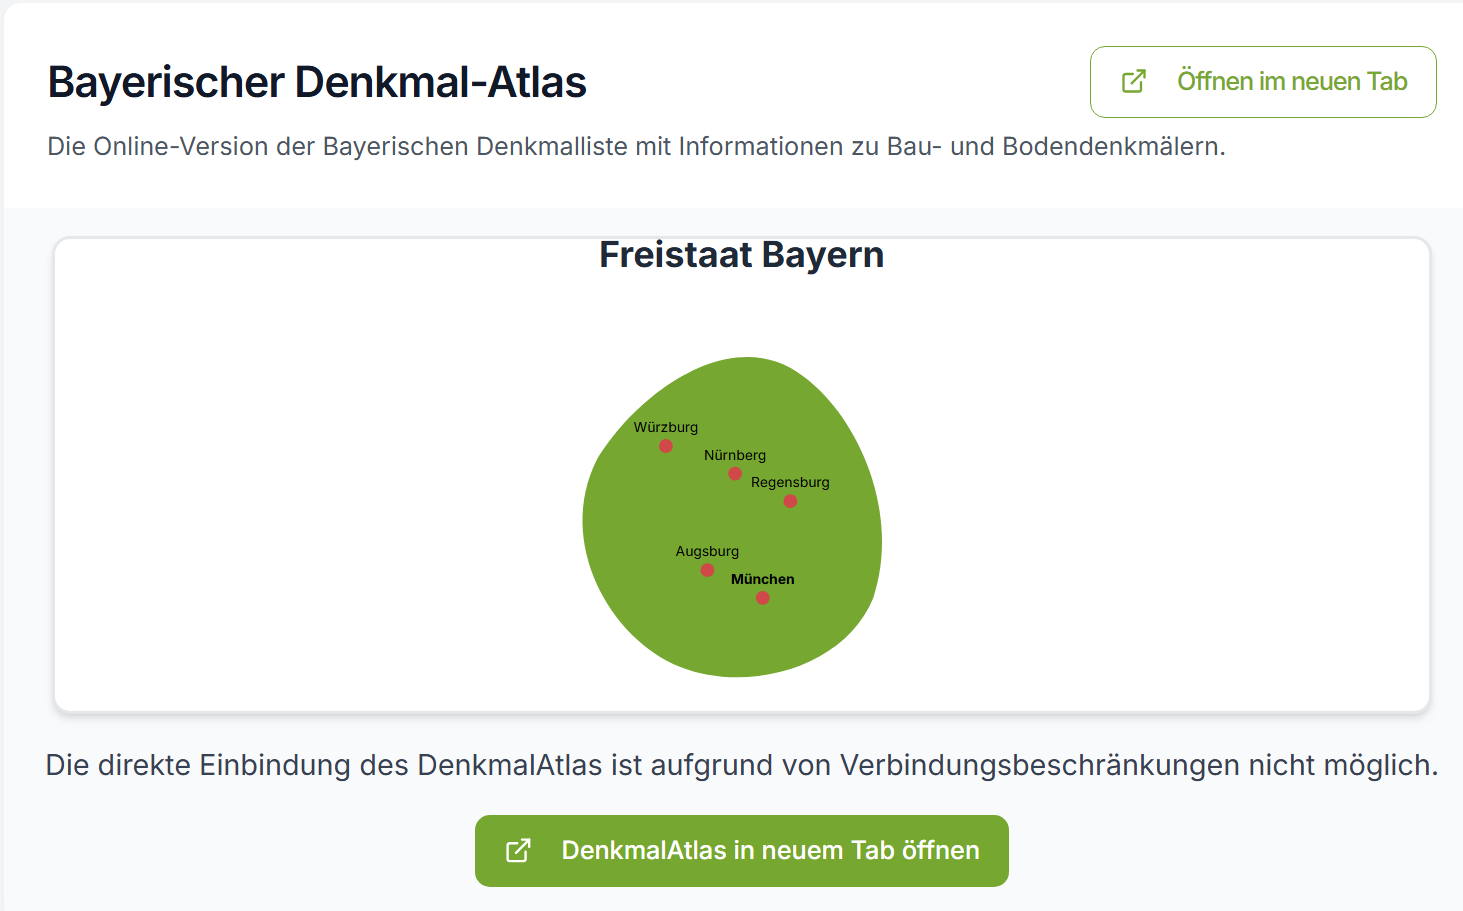 Bayerischer Denkmal-Atlas
Öffnen im neuen Tab
Die Online-Version der Bayerischen Denkmalliste mit Informationen zu Bau- und Bodendenkmälern.
Freistaat Bayern
Würzburg
Nürnberg
Regensburg
Augsburg
München
Die direkte Einbindung des DenkmalAtlas ist aufgrund von Verbindungsbeschränkungen nicht möglich.
DenkmalAtlas in neuem Tab öffnen